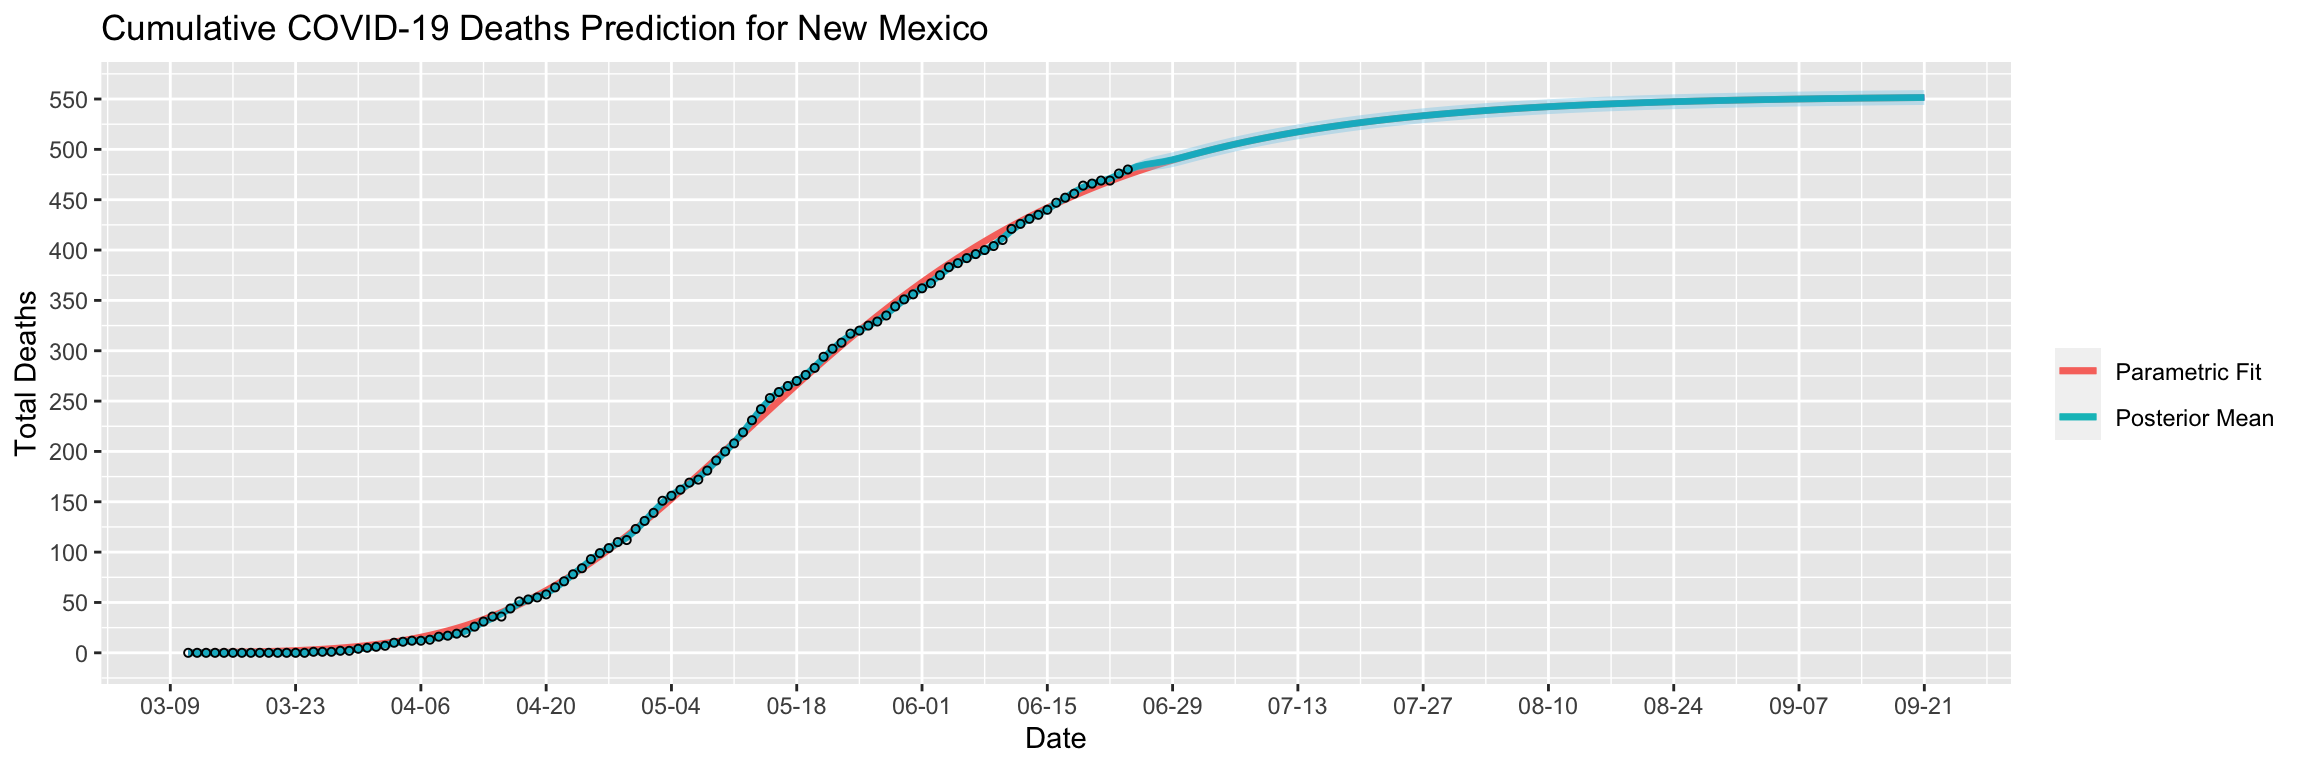 Cumulative COVID-19 Deaths Prediction for New Mexico
Total Deaths
550
500
450
400
350
300
250
200
150
100
50
0
03-09 03-23 04-06 04-20 05-04 05-18 06-01 06-15 06-29 07-13 07-27 08-10 08-24 09-07 09-21
Date
Parametric Fit
Posterior Mean